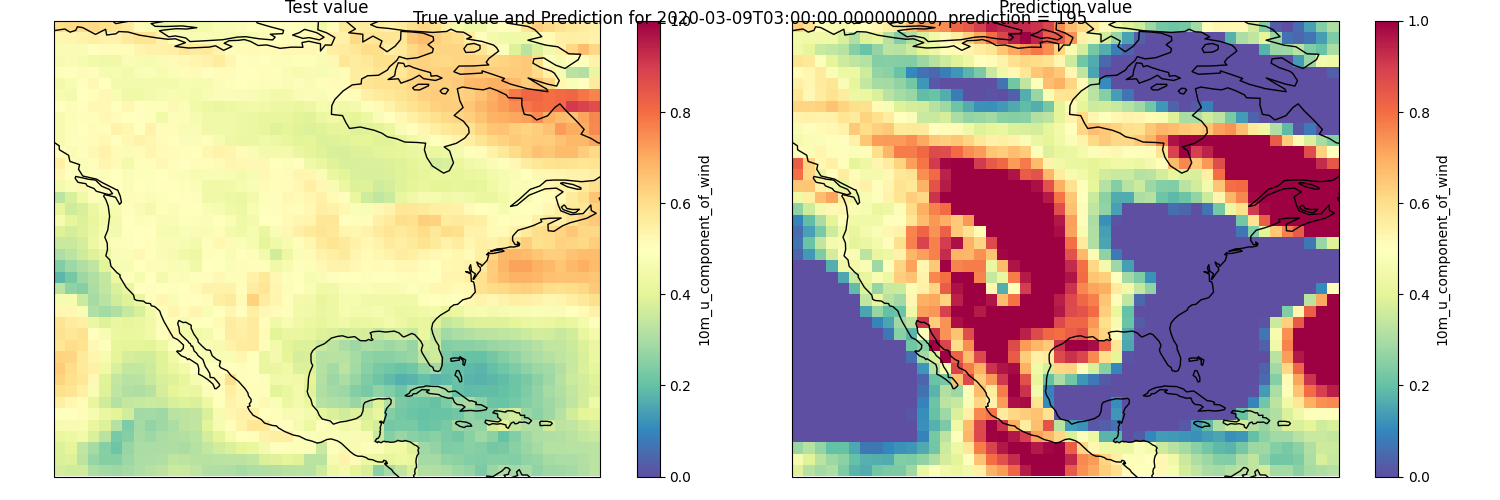 Test value
Prediction value
True value and Prediction for 2020-03-09T03:00:00.000000000, prediction = 195
1.0
0.8
0.6
0.4
0.2
0.0
10m_u_component_of_wind
1.0
0.8
0.6
0.4
0.2
0.0
10m_u_component_of_wind